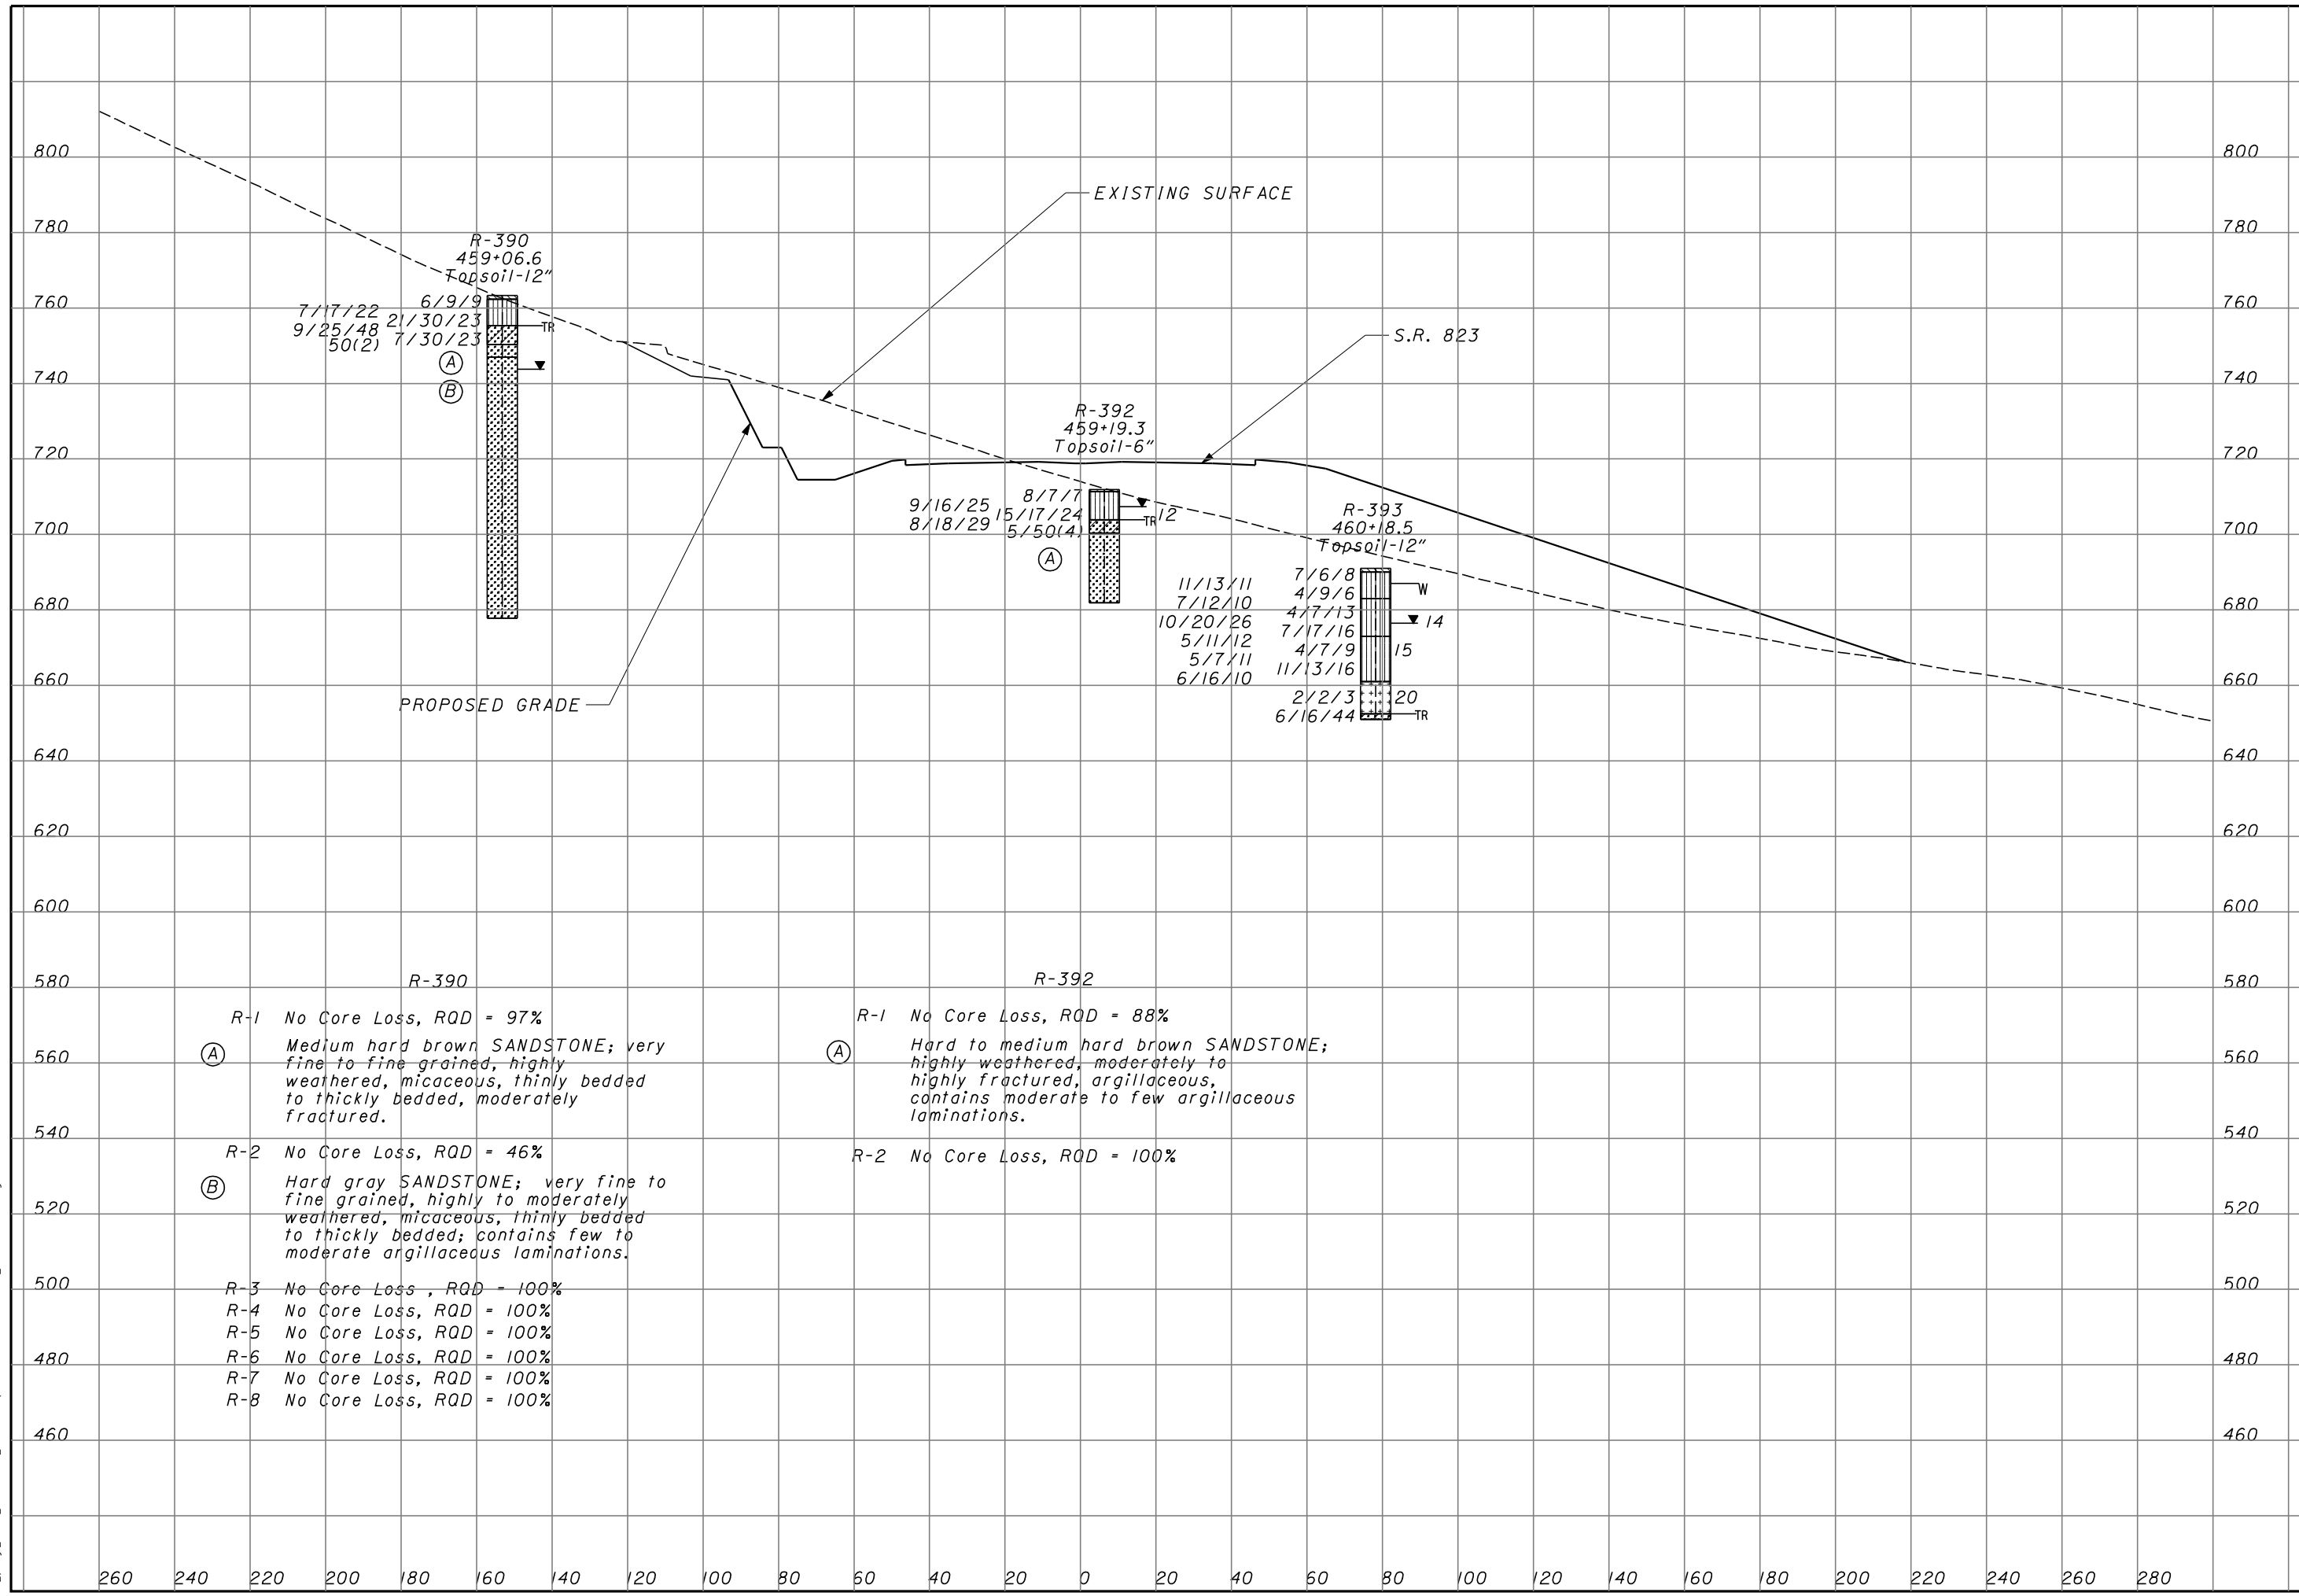 EXISTING SURFACE
800 800
780 780
R-390
459+06.6
Topsoil-12"
760 760
7/17/22 6/9/9
9/25/48 21/30/23
50(2) 7/30/23
TR
S.R. 823
A
B
740 740
R-392
459+19.3
Topsoil-6"
720 720
9/16/25 8/7/7
8/18/29 15/17/24
5/50(4)
TR 12
A
R-393
460+18.5
Topsoil-12"
700 700
11/13/11 7/6/8
7/12/10 4/9/6
10/20/26 4/7/13
5/11/12 7/17/16
5/7/11 4/7/9
6/16/10 11/13/16
2/2/3
6/16/44
W
14
15
20
TR
680 680
PROPOSED GRADE
660 660
640 640
620 620
600 600
580 580
R-390
R-1 No Core Loss, RQD = 97%
A Medium hard brown SANDSTONE; very
fine to fine grained, highly
weathered, micaceous, thinly bedded
to thickly bedded, moderately
fractured.
R-2 No Core Loss, RQD = 46%
B Hard gray SANDSTONE; very fine to
fine grained, highly to moderately
weathered, micaceous, thinly bedded
to thickly bedded; contains few to
moderate argillaceous laminations.
R-3 No Core Loss , RQD = 100%
R-4 No Core Loss, RQD = 100%
R-5 No Core Loss, RQD = 100%
R-6 No Core Loss, RQD = 100%
R-7 No Core Loss, RQD = 100%
R-8 No Core Loss, RQD = 100%
R-392
R-1 No Core Loss, RQD = 88%
A Hard to medium hard brown SANDSTONE;
highly weathered, moderately to
highly fractured, argillaceous,
contains moderate to few argillaceous
laminations.
R-2 No Core Loss, RQD = 100%
560 560
540 540
520 520
500 500
480 480
460 460
260 240 220 200 180 160 140 120 100 80 60 40 20 0 20 40 60 80 100 120 140 160 180 200 220 240 260 280